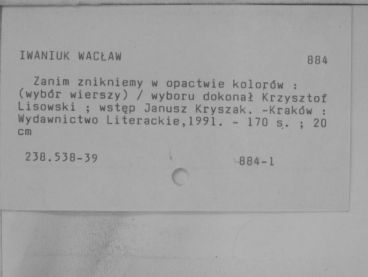 IWANIUK WACŁAW
884
Zanim znikniemy w opactwie kolorów :
(wybór wierszy) / wyboru dokonał Krzysztof
Lisowski ; wstęp Janusz Kryszak. -Kraków :
Wydawnictwo Literackie,1991. - 170 s. ; 20
cm
238.538-39
884-1